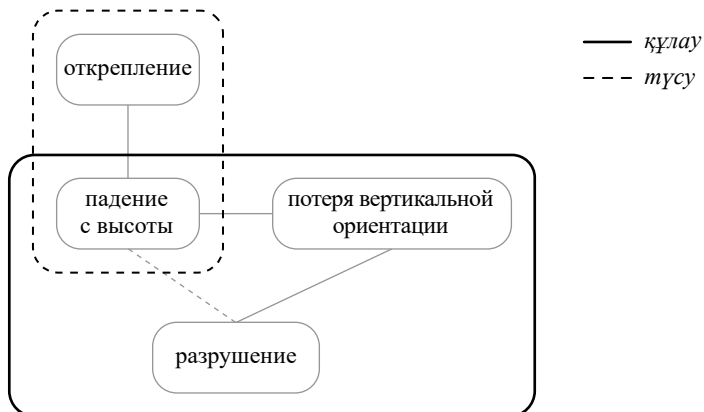 открепление
падение
с высоты
потеря вертикальной
ориентации
разрушение
құлау
түсу